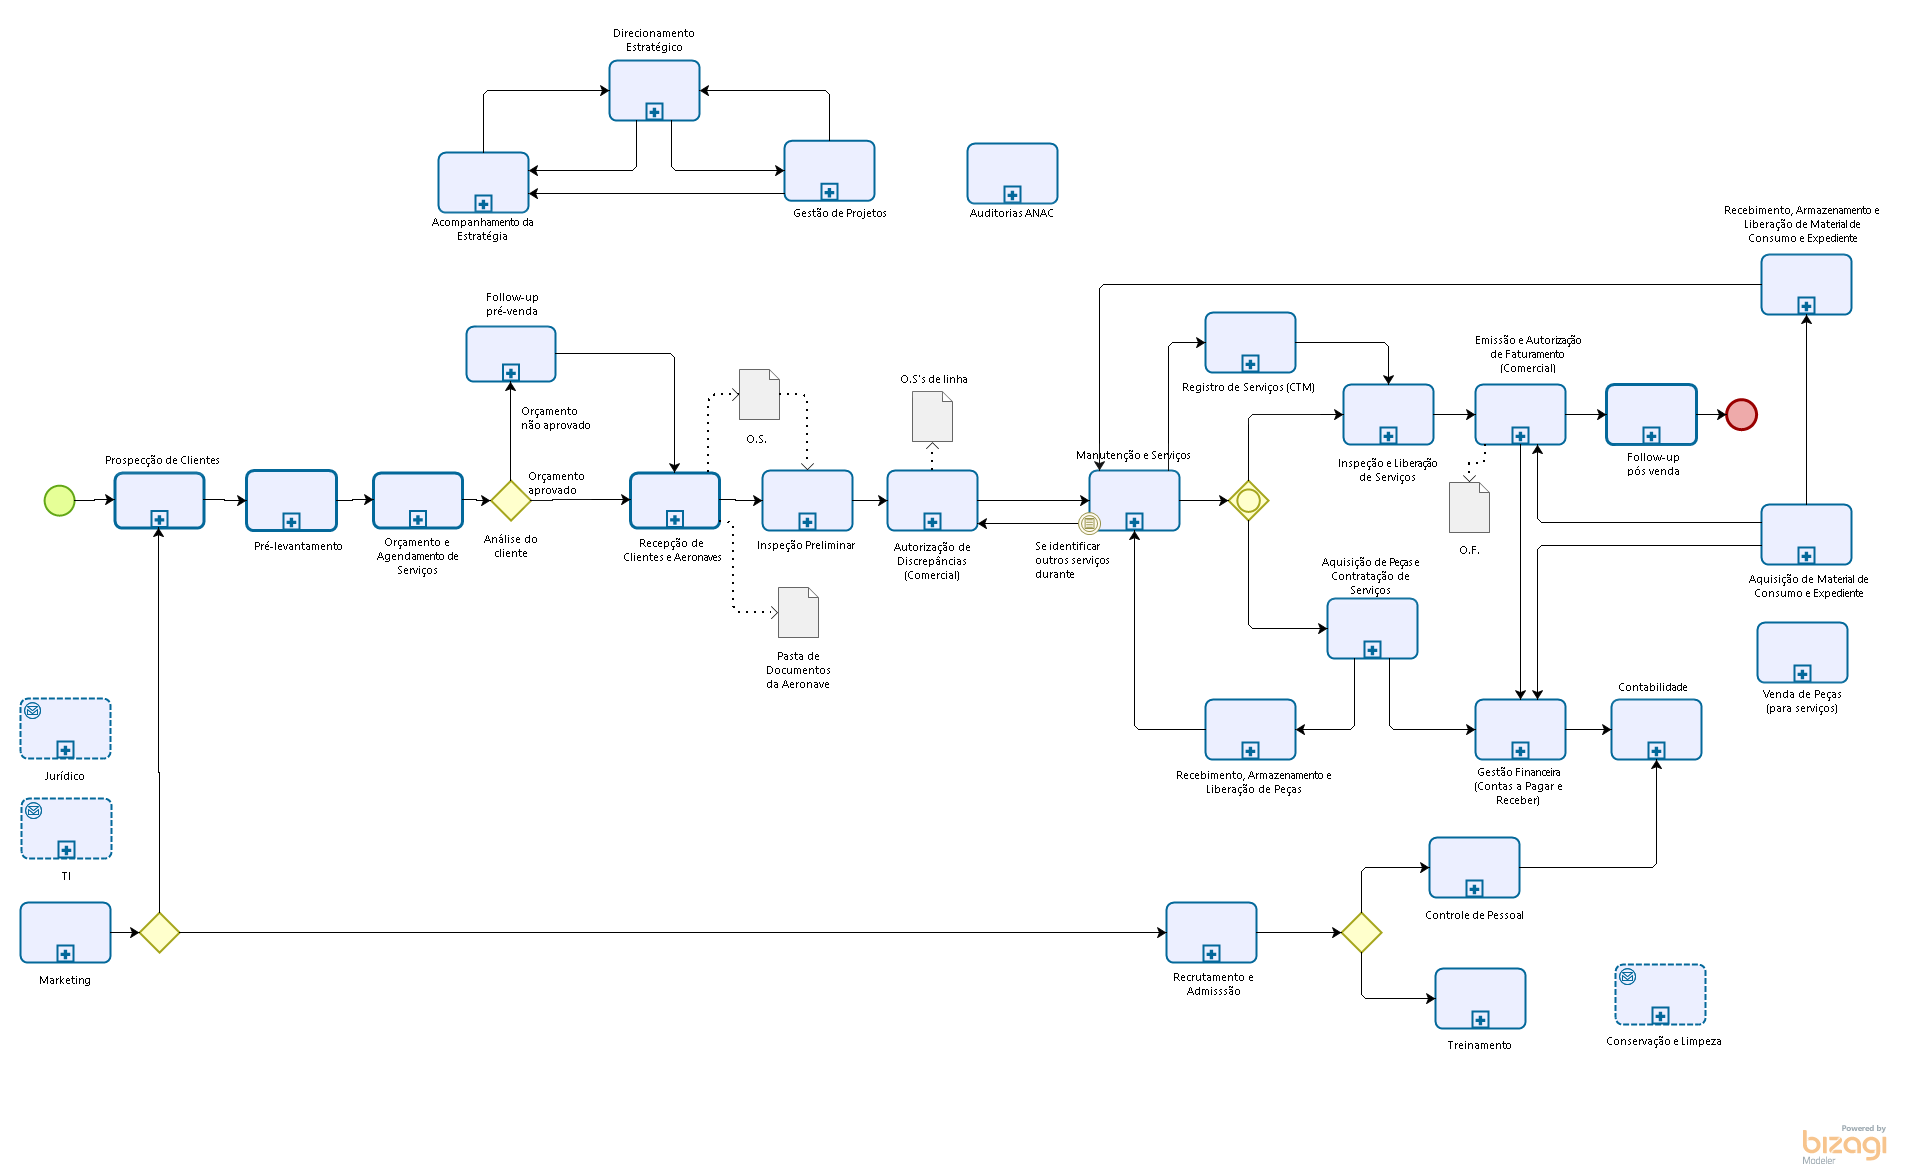 Direcionamento
Estratégico
Acompanhamento da
Estratégia
Gestão de Projetos
Auditorias ANAC
Recebimento, Armazenamento e
Liberação de Material de
Consumo e Expediente
Follow-up
pré-venda
Orçamento
não aprovado
Orçamento
aprovado
Prospecção de Clientes
Pré-levantamento
Orçamento e
Agendamento de
Serviços
Análise do
cliente
Recepção de
Clientes e Aeronaves
O.S.
Inspeção Preliminar
Pasta de
Documentos
da Aeronave
O.S's de linha
Autorização de
Discrepâncias
(Comercial)
Manutenção e Serviços
Se identificar
outros serviços
durante
Registro de Serviços (CTM)
Inspeção e Liberação
de Serviços
Emissão e Autorização
de Faturamento
(Comercial)
O.F.
Follow-up
pós venda
Aquisição de Material de
Consumo e Expediente
Aquisição de Peças e
Contratação de
Serviços
Venda de Peças
(para serviços)
Recebimento, Armazenamento e
Liberação de Peças
Gestão Financeira
(Contas a Pagar e
Receber)
Contabilidade
Jurídico
TI
Marketing
Recrutamento e
Admisssão
Controle de Pessoal
Treinamento
Conservação e Limpeza
Powered by
bizagi
Modeler